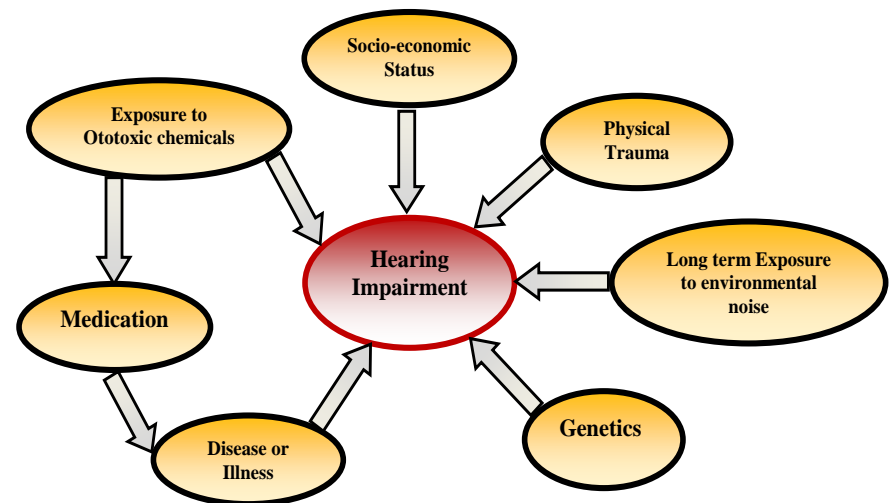 Socio-economic
Status
Exposure to
Ototoxic chemicals
Physical
Trauma
Hearing
Impairment
Long term Exposure
to environmental
noise
Medication
Genetics
Disease or
Illness